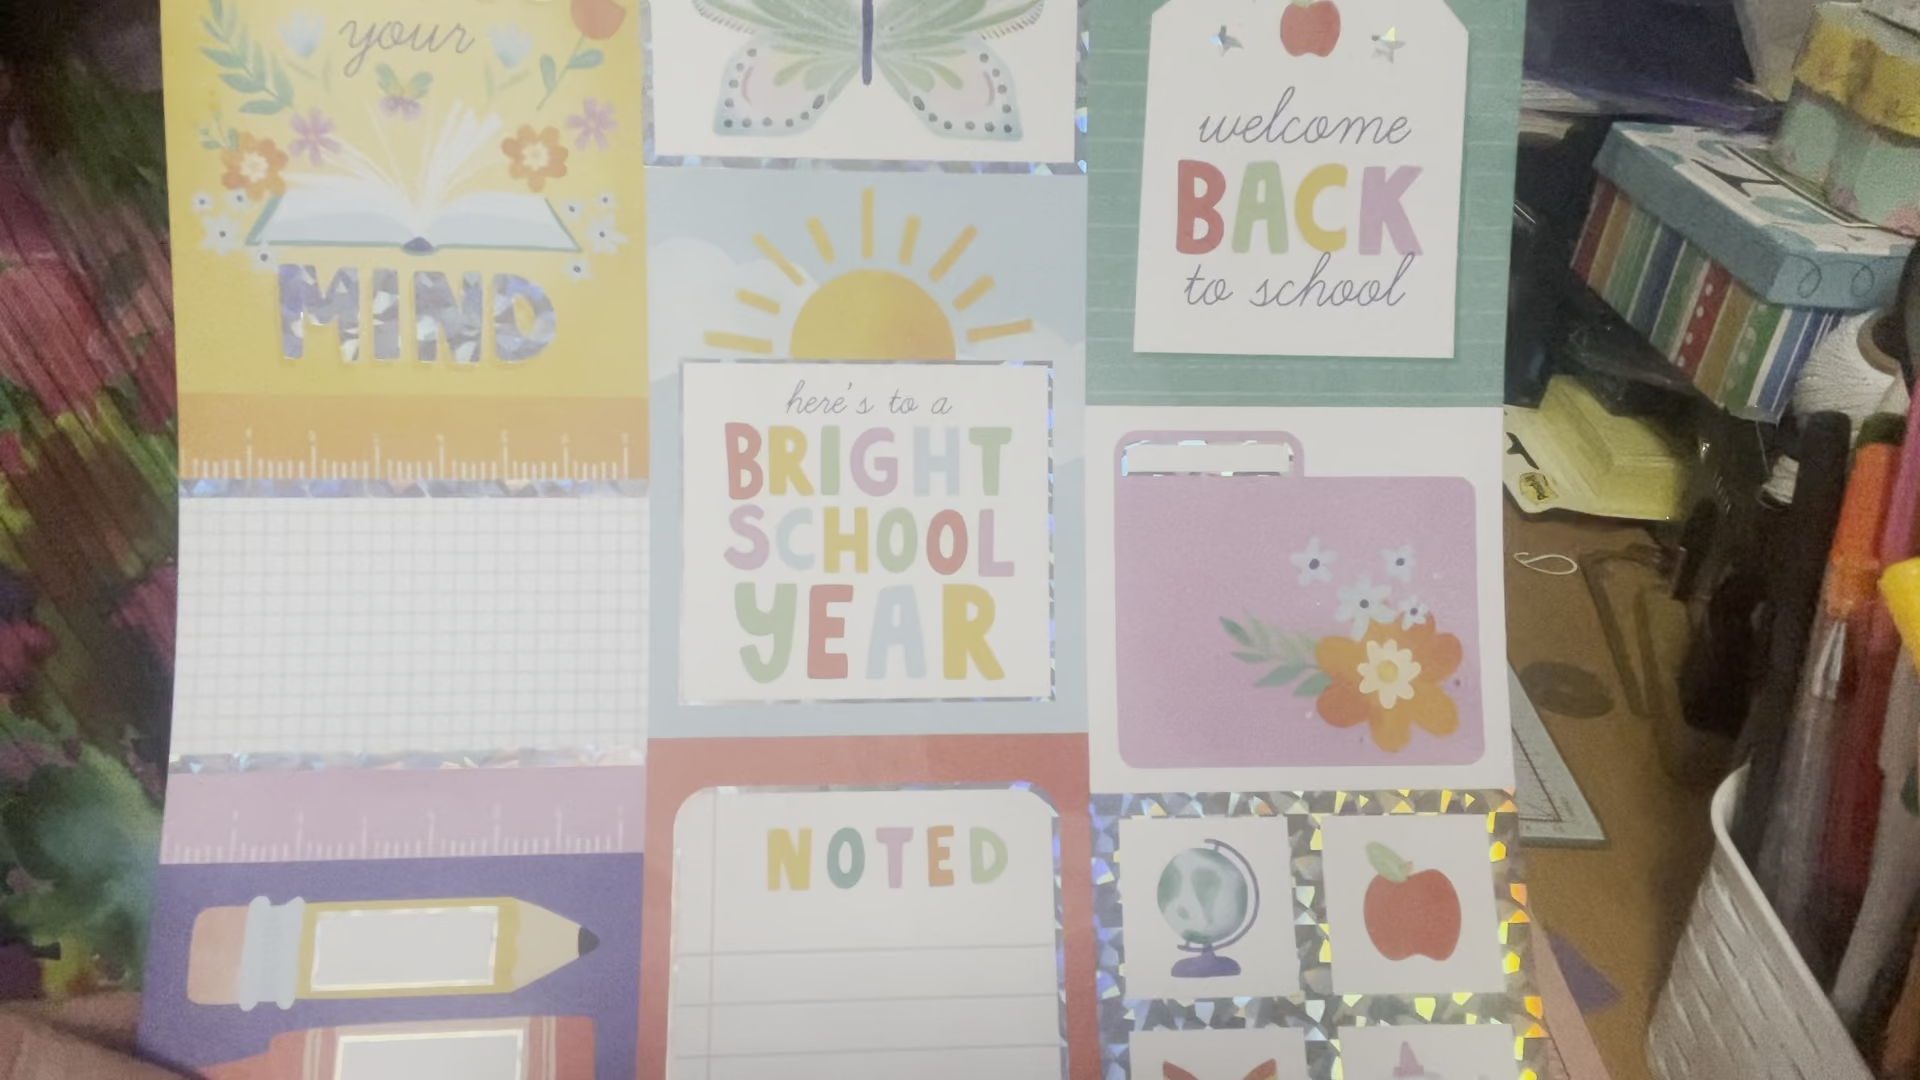 your
MIND
here's to a
BRIGHT
SCHOOL
YEAR
NOTED
welcome
BACK
to school